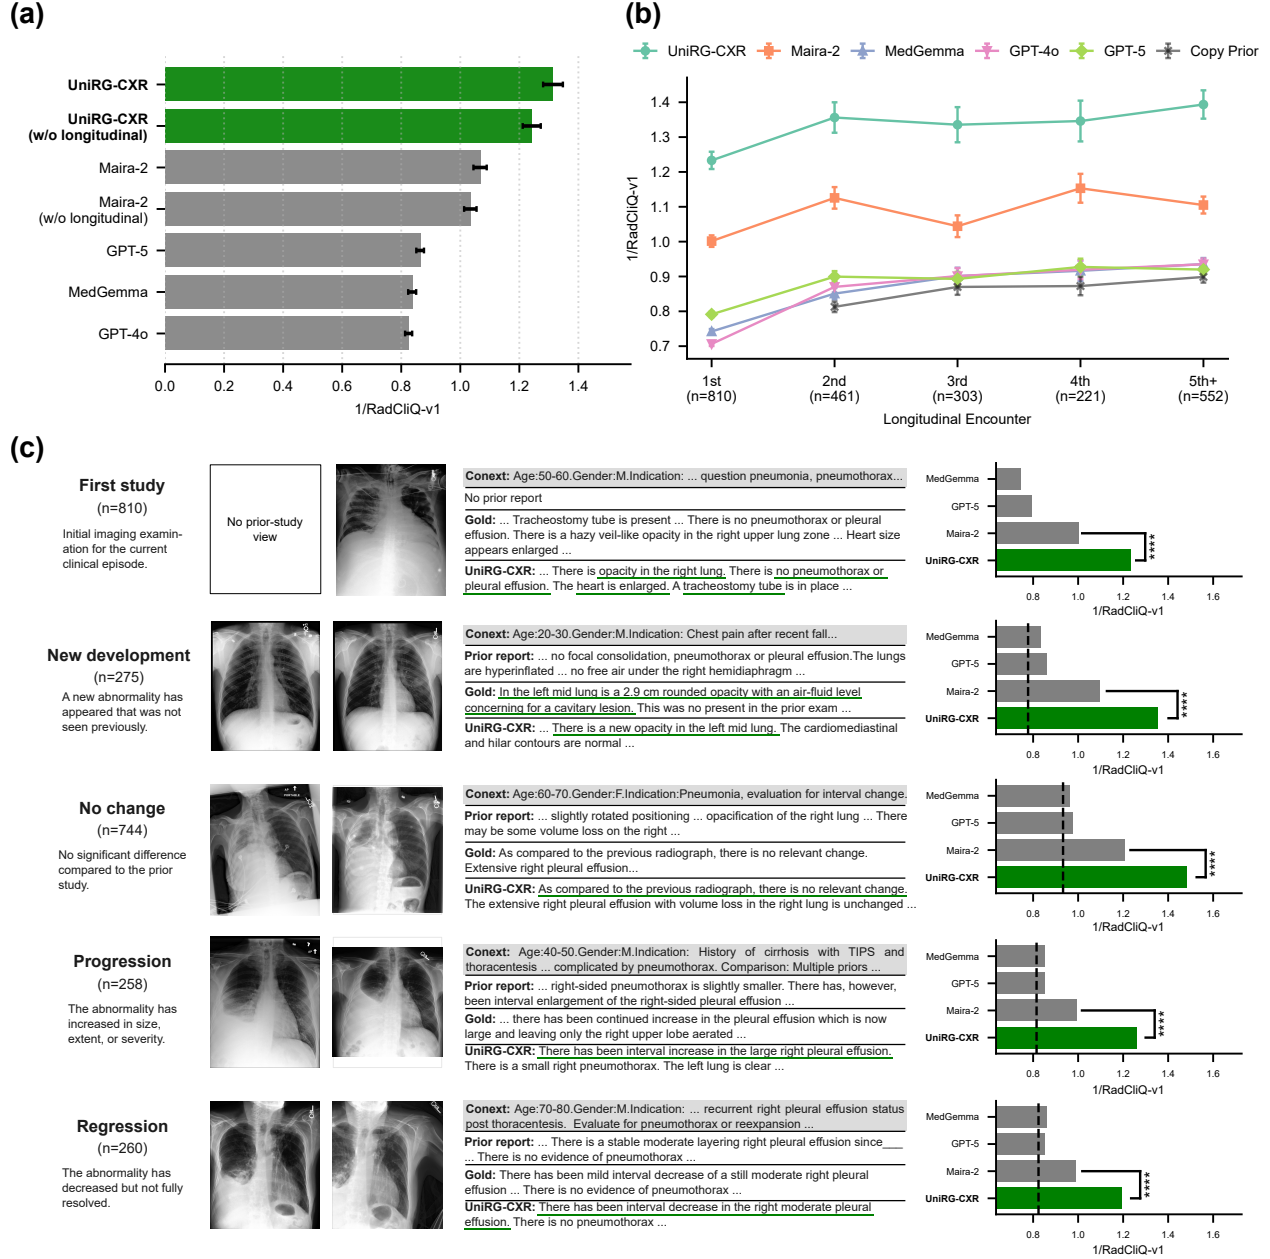 (a)
UniRG-CXR
UniRG-CXR
(w/o longitudinal)
Maira-2
Maira-2
(w/o longitudinal)
GPT-5
MedGemma
GPT-4o
0.0 0.2 0.4 0.6 0.8 1.0 1.2 1.4
1/RadCliQ-v1
(b)
UniRG-CXR Maira-2 MedGemma GPT-4o GPT-5 Copy Prior
1.4
1.3
1.2
1.1
1.0
0.9
0.8
0.7
1/RadCliQ-v1
1st 2nd 3rd 4th 5th+
(n=810) (n=461) (n=303) (n=221) (n=552)
Longitudinal Encounter
(c)
First study
(n=810)
Initial imaging examin-
ation for the current
clinical episode.
No prior-study
view
Conext: Age:50-60.Gender:M.Indication: ... question pneumonia, pneumothorax...
No prior report
Gold: ... Tracheostomy tube is present ... There is no pneumothorax or pleural
effusion. There is a hazy veil-like opacity in the right upper lung zone ... Heart size
appears enlarged ...
UniRG-CXR: ... There is opacity in the right lung. There is no pneumothorax or
pleural effusion. The heart is enlarged. A tracheostomy tube is in place ...
MedGemma
GPT-5
Maira-2
UniRG-CXR
****
0.8 1.0 1.2 1.4 1.6
1/RadCliQ-v1
New development
(n=275)
A new abnormality has
appeared that was not
seen previously.
Conext: Age:20-30.Gender:M.Indication: Chest pain after recent fall...
Prior report: ... no focal consolidation, pneumothorax or pleural effusion.The lungs
are hyperinflated ... no free air under the right hemidiaphragm ...
Gold: In the left mid lung is a 2.9 cm rounded opacity with an air-fluid level
concerning for a cavitary lesion. This was no present in the prior exam ...
UniRG-CXR: ... There is a new opacity in the left mid lung. The cardiomediastinal
and hilar contours are normal ...
MedGemma
GPT-5
Maira-2
UniRG-CXR
****
0.8 1.0 1.2 1.4 1.6
1/RadCliQ-v1
No change
(n=744)
No significant difference
compared to the prior
study.
PORTABLE
Conext: Age:60-70.Gender:F.Indication:Pneumonia, evaluation for interval change.
Prior report: ... slightly rotated positioning ... opacification of the right lung ... There
may be some volume loss on the right ...
Gold: As compared to the previous radiograph, there is no relevant change.
Extensive right pleural effusion...
UniRG-CXR: As compared to the previous radiograph, there is no relevant change.
The extensive right pleural effusion with volume loss in the right lung is unchanged ...
MedGemma
GPT-5
Maira-2
UniRG-CXR
****
0.8 1.0 1.2 1.4 1.6
1/RadCliQ-v1
Progression
(n=258)
The abnormality has
increased in size,
extent, or severity.
Conext: Age:40-50.Gender:M.Indication: History of cirrhosis with TIPS and
thoracentesis ... complicated by pneumothorax. Comparison: Multiple priors ...
Prior report: ... right-sided pneumothorax is slightly smaller. There has, however,
been interval enlargement of the right-sided pleural effusion ...
Gold: ... there has been continued increase in the pleural effusion which is now
large and leaving only the right upper lobe aerated ...
UniRG-CXR: There has been interval increase in the large right pleural effusion.
There is a small right pneumothorax. The left lung is clear ...
MedGemma
GPT-5
Maira-2
UniRG-CXR
****
0.8 1.0 1.2 1.4 1.6
1/RadCliQ-v1
Regression
(n=260)
The abnormality has
decreased but not fully
resolved.
Conext: Age:70-80.Gender:M.Indication: ... recurrent right pleural effusion status
post thoracentesis. Evaluate for pneumothorax or reexpansion ...
Prior report: ... There is a stable moderate layering right pleural effusion since___
... There is no evidence of pneumothorax ...
Gold: There has been mild interval decrease of a still moderate right pleural
effusion ... There is no evidence of pneumothorax ...
UniRG-CXR: There has been interval decrease in the right moderate pleural
effusion. There is no pneumothorax ...
MedGemma
GPT-5
Maira-2
UniRG-CXR
****
0.8 1.0 1.2 1.4 1.6
1/RadCliQ-v1